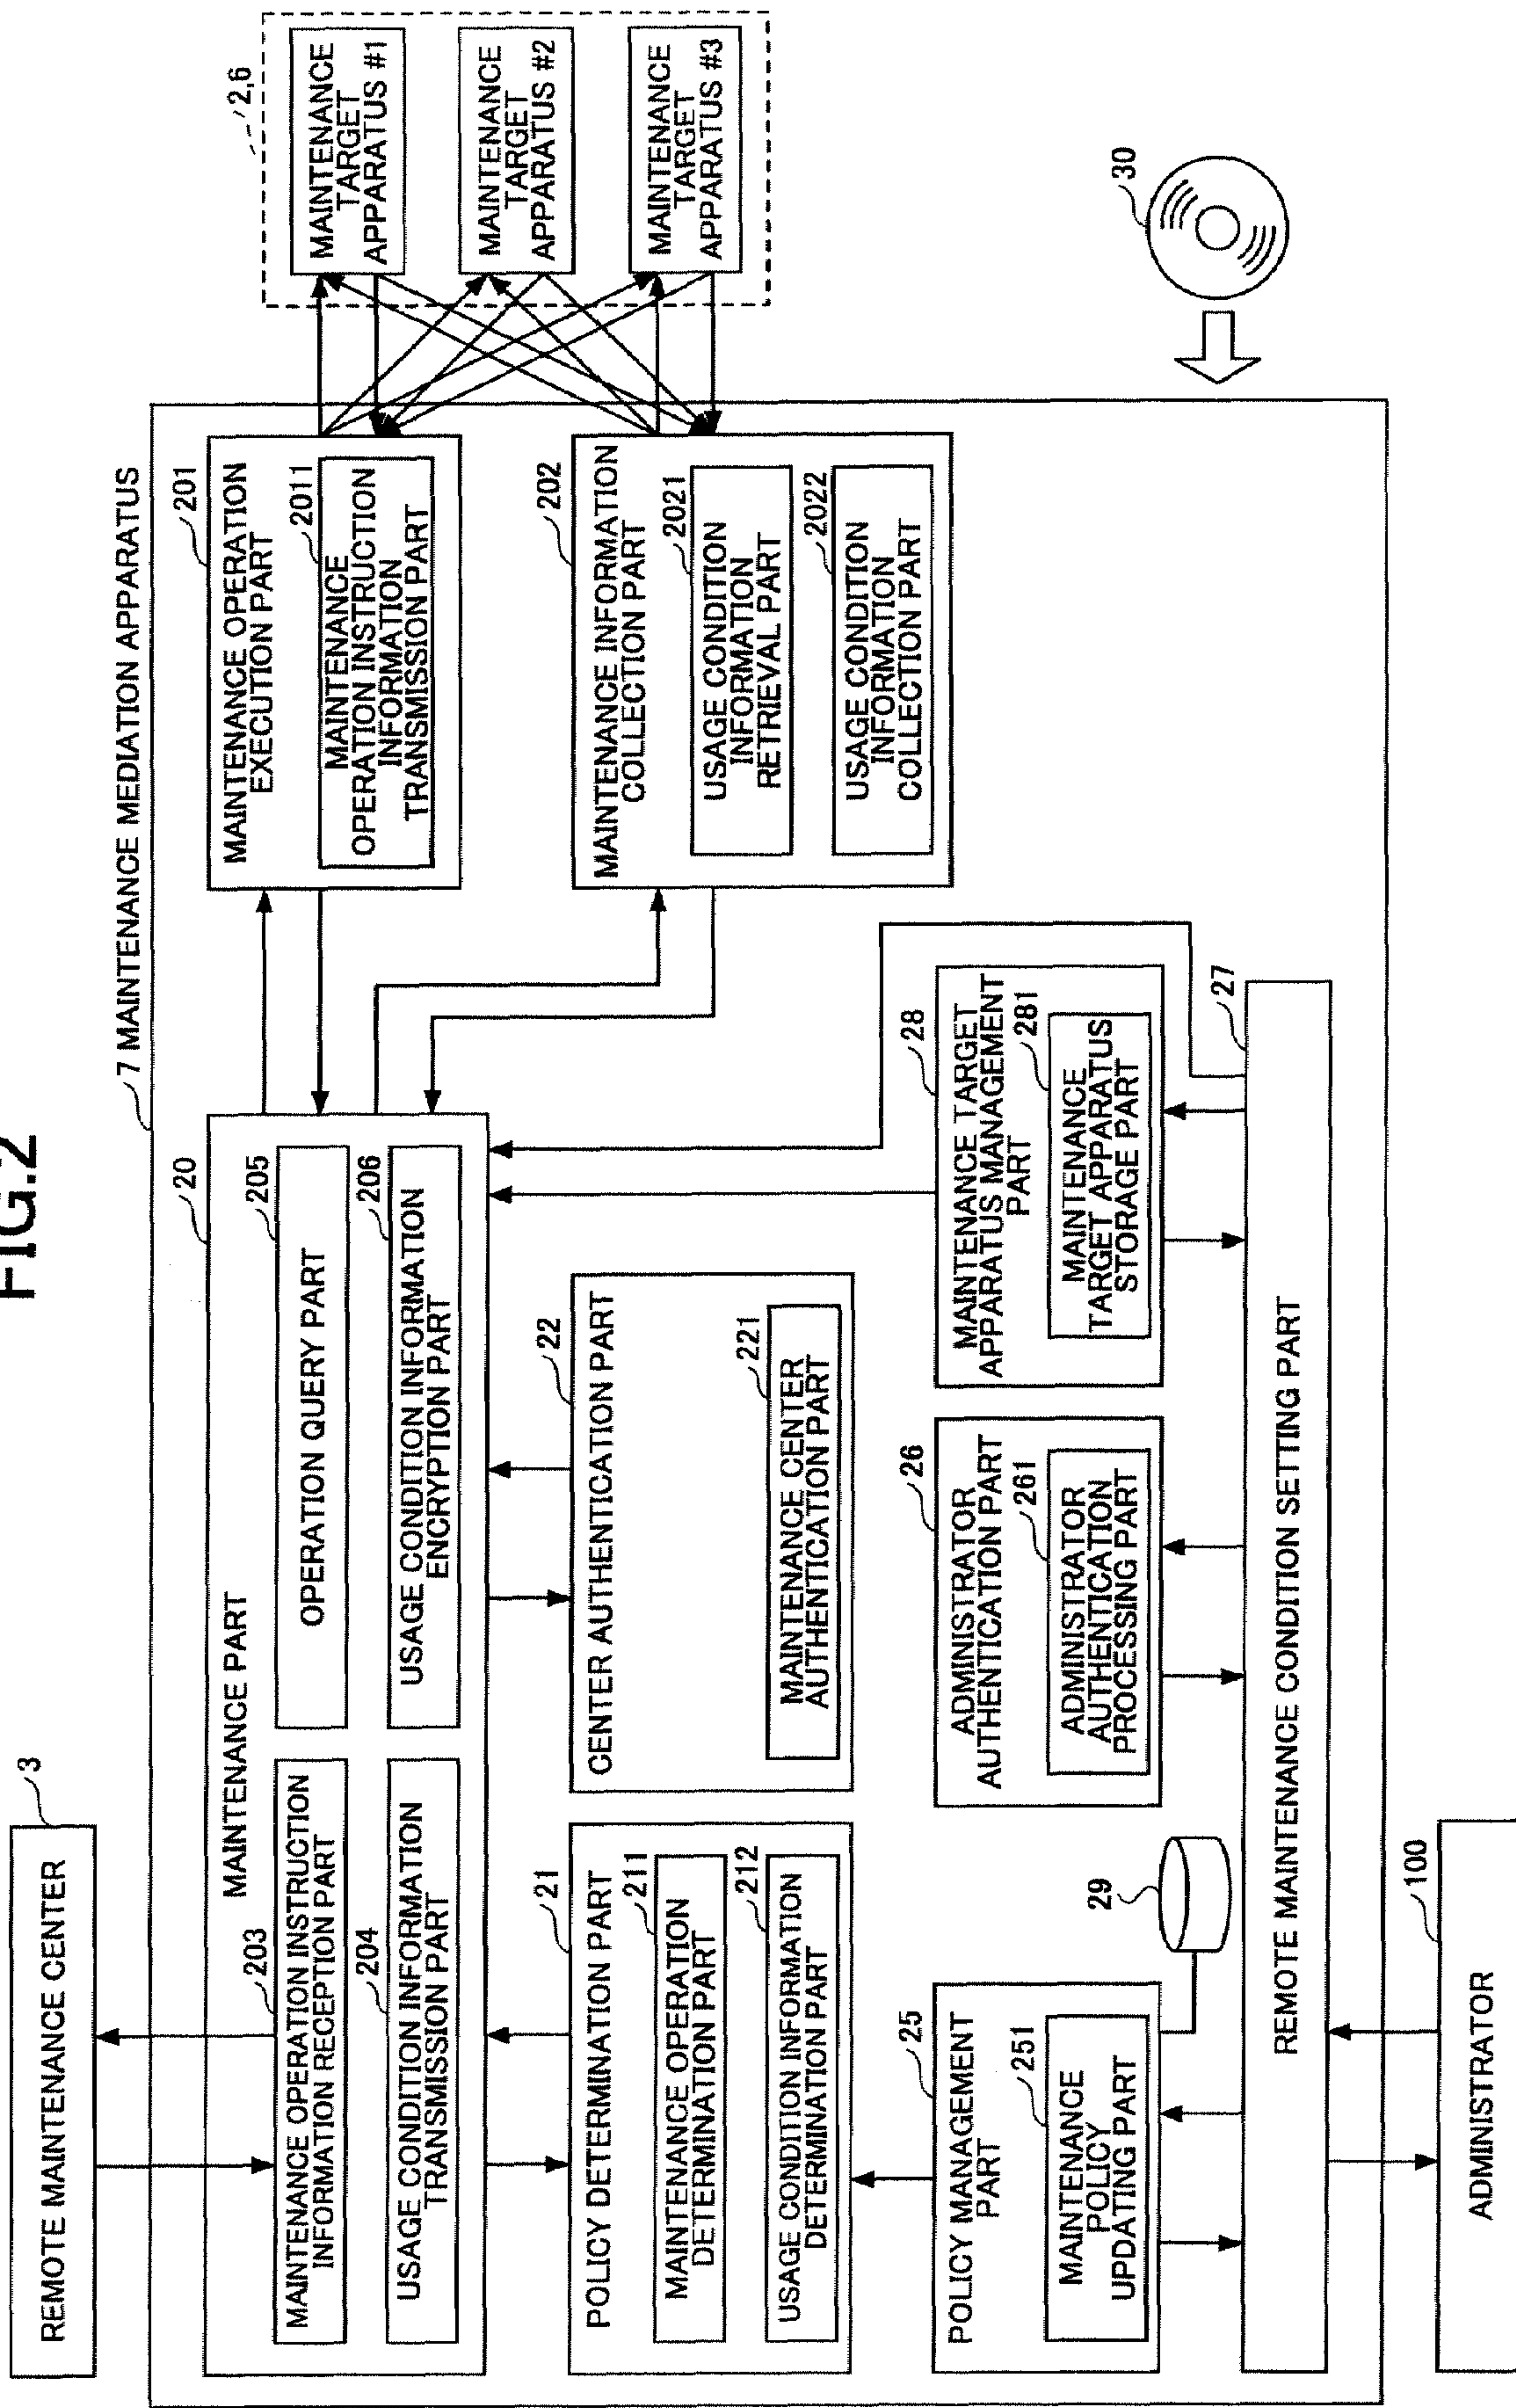 FIG.2
REMOTE MAINTENANCE CENTER
3
7 MAINTENANCE MEDIATION APPARATUS
MAINTENANCE PART
20
203
MAINTENANCE OPERATION INSTRUCTION
INFORMATION RECEPTION PART
205
OPERATION QUERY PART
204
USAGE CONDITION INFORMATION
TRANSMISSION PART
206
USAGE CONDITION INFORMATION
ENCRYPTION PART
201
MAINTENANCE OPERATION
EXECUTION PART
2011
MAINTENANCE
OPERATION INSTRUCTION
INFORMATION
TRANSMISSION PART
202
MAINTENANCE INFORMATION
COLLECTION PART
2021
USAGE CONDITION
INFORMATION
RETRIEVAL PART
2022
USAGE CONDITION
INFORMATION
COLLECTION PART
2,6
MAINTENANCE
TARGET
APPARATUS #1
MAINTENANCE
TARGET
APPARATUS #2
MAINTENANCE
TARGET
APPARATUS #3
21
POLICY DETERMINATION PART
211
MAINTENANCE OPERATION
DETERMINATION PART
212
USAGE CONDITION INFORMATION
DETERMINATION PART
22
CENTER AUTHENTICATION PART
221
MAINTENANCE CENTER
AUTHENTICATION PART
25
POLICY MANAGEMENT
PART
251
MAINTENANCE
POLICY
UPDATING PART
29
26
ADMINISTRATOR
AUTHENTICATION PART
261
ADMINISTRATOR
AUTHENTICATION
PROCESSING PART
28
MAINTENANCE TARGET
APPARATUS MANAGEMENT
PART
281
MAINTENANCE
TARGET APPARATUS
STORAGE PART
27
REMOTE MAINTENANCE CONDITION SETTING PART
30
100
ADMINISTRATOR